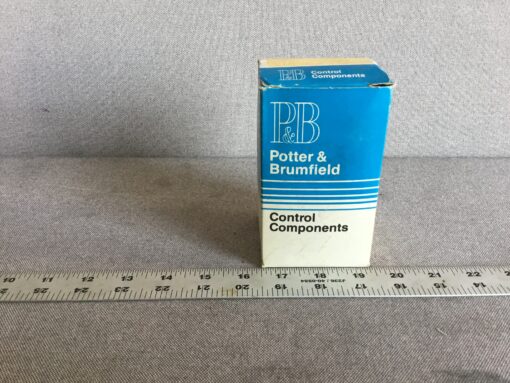 P&B Control
Components
P&B
Potter &
Brumfield
Control
Components
10 11 12 13 14 15 16 17 18 19 20 21 22